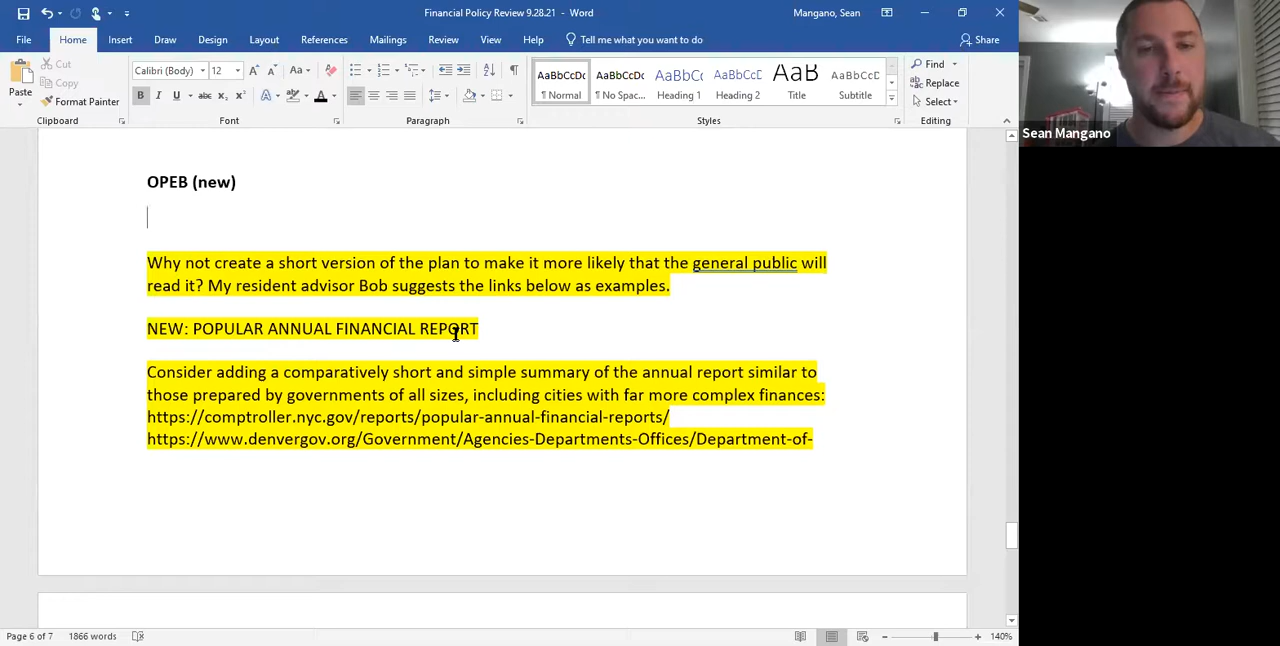 Financial Policy Review 9.28.21 - Word
Mangano, Sean
File Home Insert Draw Design Layout References Mailings Review View Help Tell me what you want to do Share
Paste
Cut
Copy
Format Painter
Clipboard
Calibri (Body) 12
Font
Paragraph
AaBbCcDc AaBbCcDc AaBbC AaBbCcC AaB AaBbCcD
¶ Normal ¶ No Spac... Heading 1 Heading 2 Title Subtitle
Styles
Find
Replace
Select
Editing
Sean Mangano
OPEB (new)
Why not create a short version of the plan to make it more likely that the general public will
read it? My resident advisor Bob suggests the links below as examples.
NEW: POPULAR ANNUAL FINANCIAL REPORT
Consider adding a comparatively short and simple summary of the annual report similar to
those prepared by governments of all sizes, including cities with far more complex finances:
https://comptroller.nyc.gov/reports/popular-annual-financial-reports/
https://www.denvergov.org/Government/Agencies-Departments-Offices/Department-of-
Page 6 of 7 1866 words 140%